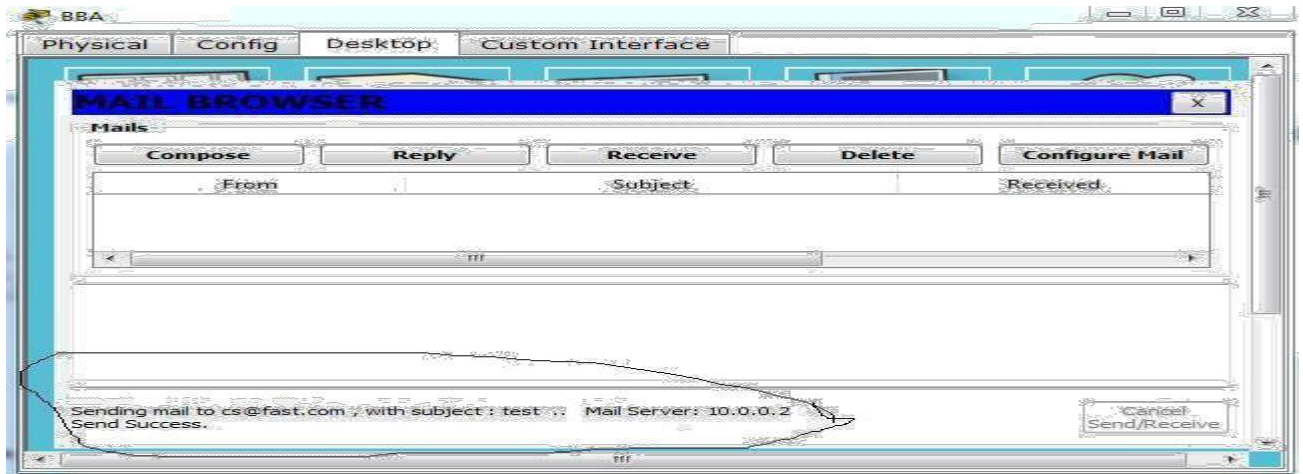 BBA
Physical Config Desktop Custom Interface
MAIL BROWSER
X
Mails
Compose Reply Receive Delete Configure Mail
From Subject Received
Sending mail to cs@fast.com , with subject : test .. Mail Server: 10.0.0.2
Send Success.
Cancel
Send/Receive